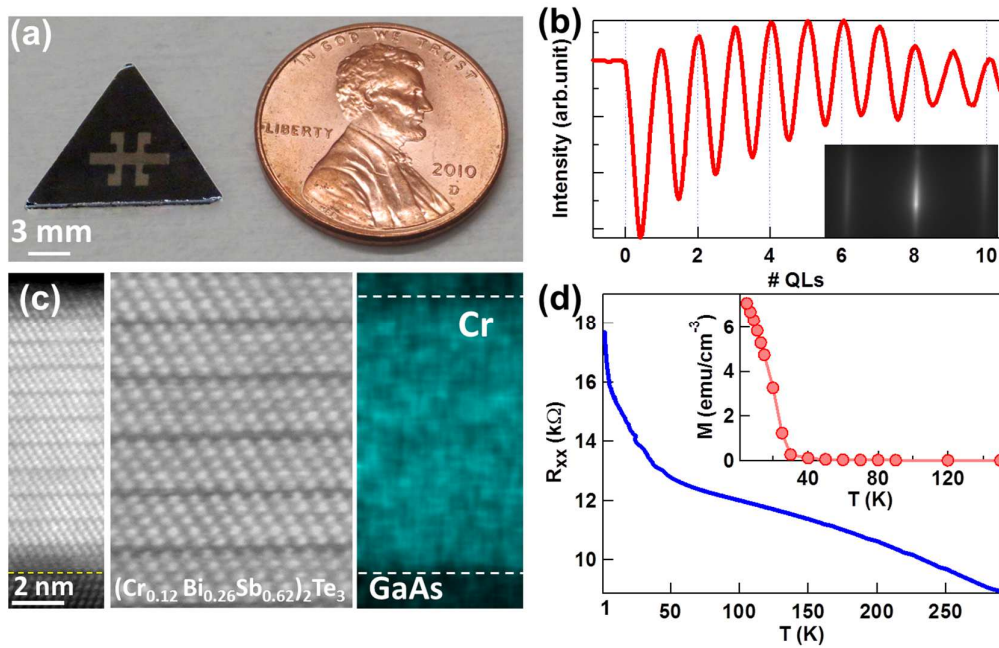 (a)
IN GOD WE TRUST
LIBERTY
2010
D
3 mm
(b)
Intensity (arb.unit)
0 2 4 6 8 10
# QLs
(c)
Cr
2 nm
(Cr0.12 Bi0.26Sb0.62)2Te3
GaAs
(d)
Rxx (kΩ)
18
16
14
12
10
1 50 100 150 200 250
T (K)
M (emu/cm-3)
6
4
2
0
40 80 120
T (K)